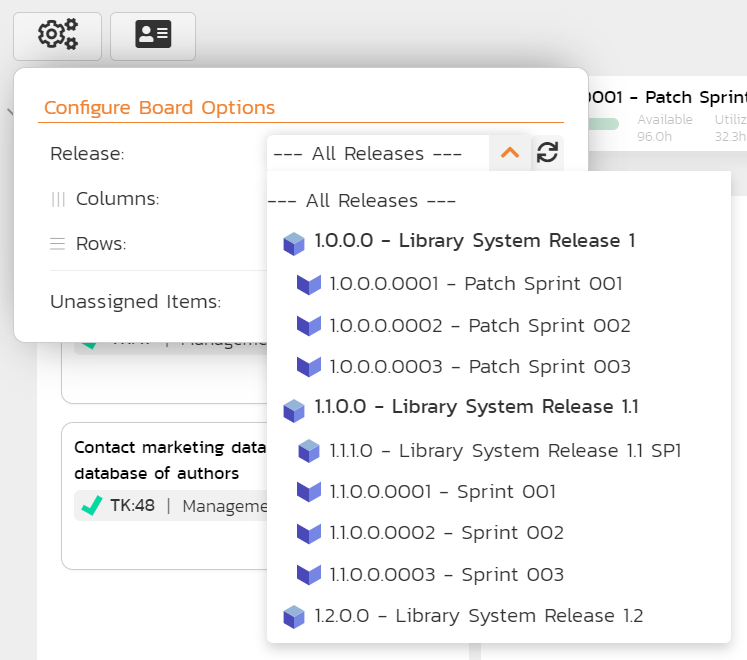 Configure Board Options
Release:
--- All Releases ---
Columns:
Rows:
Unassigned Items:
--- All Releases ---
1.0.0.0 - Library System Release 1
1.0.0.0.0001 - Patch Sprint 001
1.0.0.0.0002 - Patch Sprint 002
1.0.0.0.0003 - Patch Sprint 003
1.1.0.0 - Library System Release 1.1
1.1.1.0 - Library System Release 1.1 SP1
1.1.0.0.0001 - Sprint 001
1.1.0.0.0002 - Sprint 002
1.1.0.0.0003 - Sprint 003
1.2.0.0 - Library System Release 1.2
0001 - Patch Sprint
Available
96.0h
Utiliz
32.3h
Contact marketing data
database of authors
TK:48 | Manageme